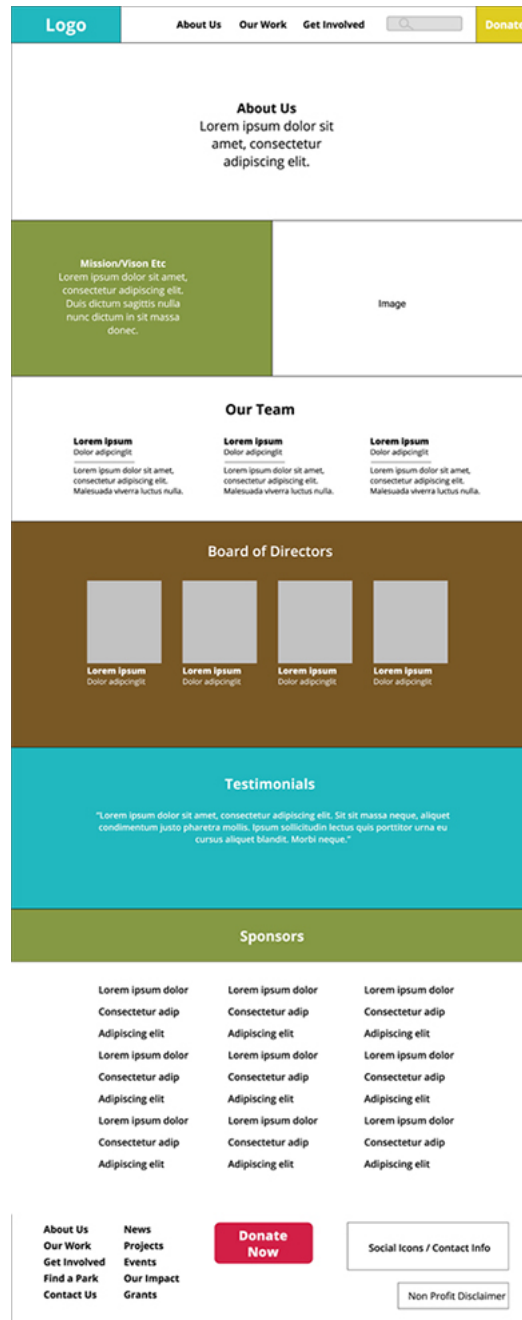 Logo
About Us Our Work Get Involved
Donate
About Us
Lorem ipsum dolor sit
amet, consectetur
adipiscing elit.
Mission/Vison Etc
Lorem ipsum dolor sit amet,
consectetur adipiscing elit.
Duis dictum sagittis nulla
nunc dictum in sit massa
donec.
Image
Our Team
Lorem ipsum
Dolor adipcinglit
Lorem ipsum dolor sit amet,
consectetur adipiscing elit.
Malesuada viverra luctus nulla.
Lorem ipsum
Dolor adipcinglit
Lorem ipsum dolor sit amet,
consectetur adipiscing elit.
Malesuada viverra luctus nulla.
Lorem ipsum
Dolor adipcinglit
Lorem ipsum dolor sit amet,
consectetur adipiscing elit.
Malesuada viverra luctus nulla.
Board of Directors
Lorem ipsum
Dolor adipcinglit
Lorem ipsum
Dolor adipcinglit
Lorem ipsum
Dolor adipcinglit
Lorem ipsum
Dolor adipcinglit
Testimonials
"Lorem ipsum dolor sit amet, consectetur adipiscing elit. Sit sit massa neque, aliquet
condimentum justo pharetra mollis. Ipsum sollicitudin lectus quis porttitor urna eu
cursus aliquet blandit. Morbi neque."
Sponsors
Lorem ipsum dolor
Consectetur adip
Adipiscing elit
Lorem ipsum dolor
Consectetur adip
Adipiscing elit
Lorem ipsum dolor
Consectetur adip
Adipiscing elit
Lorem ipsum dolor
Consectetur adip
Adipiscing elit
Lorem ipsum dolor
Consectetur adip
Adipiscing elit
Lorem ipsum dolor
Consectetur adip
Adipiscing elit
Lorem ipsum dolor
Consectetur adip
Adipiscing elit
Lorem ipsum dolor
Consectetur adip
Adipiscing elit
Lorem ipsum dolor
Consectetur adip
Adipiscing elit
About Us
Our Work
Get Involved
Find a Park
Contact Us
News
Projects
Events
Our Impact
Grants
Donate
Now
Social Icons / Contact Info
Non Profit Disclaimer